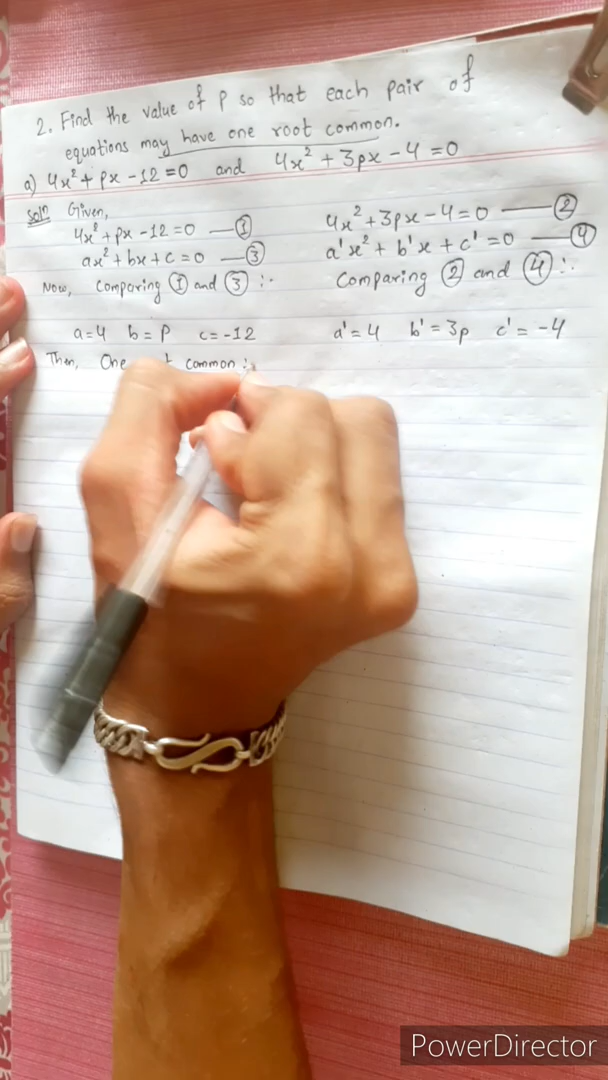 2. Find the value of P so that each pair of
equations may have one root common.
a) 4x² + px - 12 = 0 and 4x² + 3px - 4 = 0
Soln Given,
4x² + px - 12 = 0 — ①
ax² + bx + c = 0 — ③
Now, Comparing ① and ③ :-
a = 4 b = P c = -12
4x² + 3px - 4 = 0 — ②
a'x² + b'x + c' = 0 — ④
Comparing ② and ④ :-
a' = 4 b' = 3p c' = -4
Then, One common :-
PowerDirector